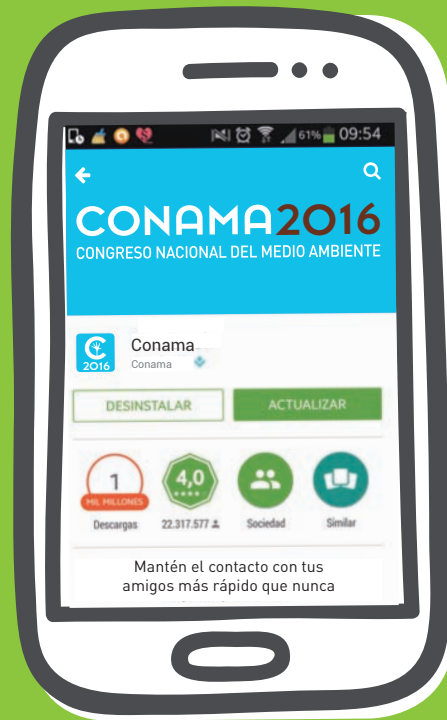 61% 09:54
CONAMA2016
CONGRESO NACIONAL DEL MEDIO AMBIENTE
C
2016
Conama
Conama
DESINSTALAR ACTUALIZAR
1
MIL MILLONES
4,0
Descargas 22.317.577 Sociedad Similar
Mantén el contacto con tus
amigos más rápido que nunca